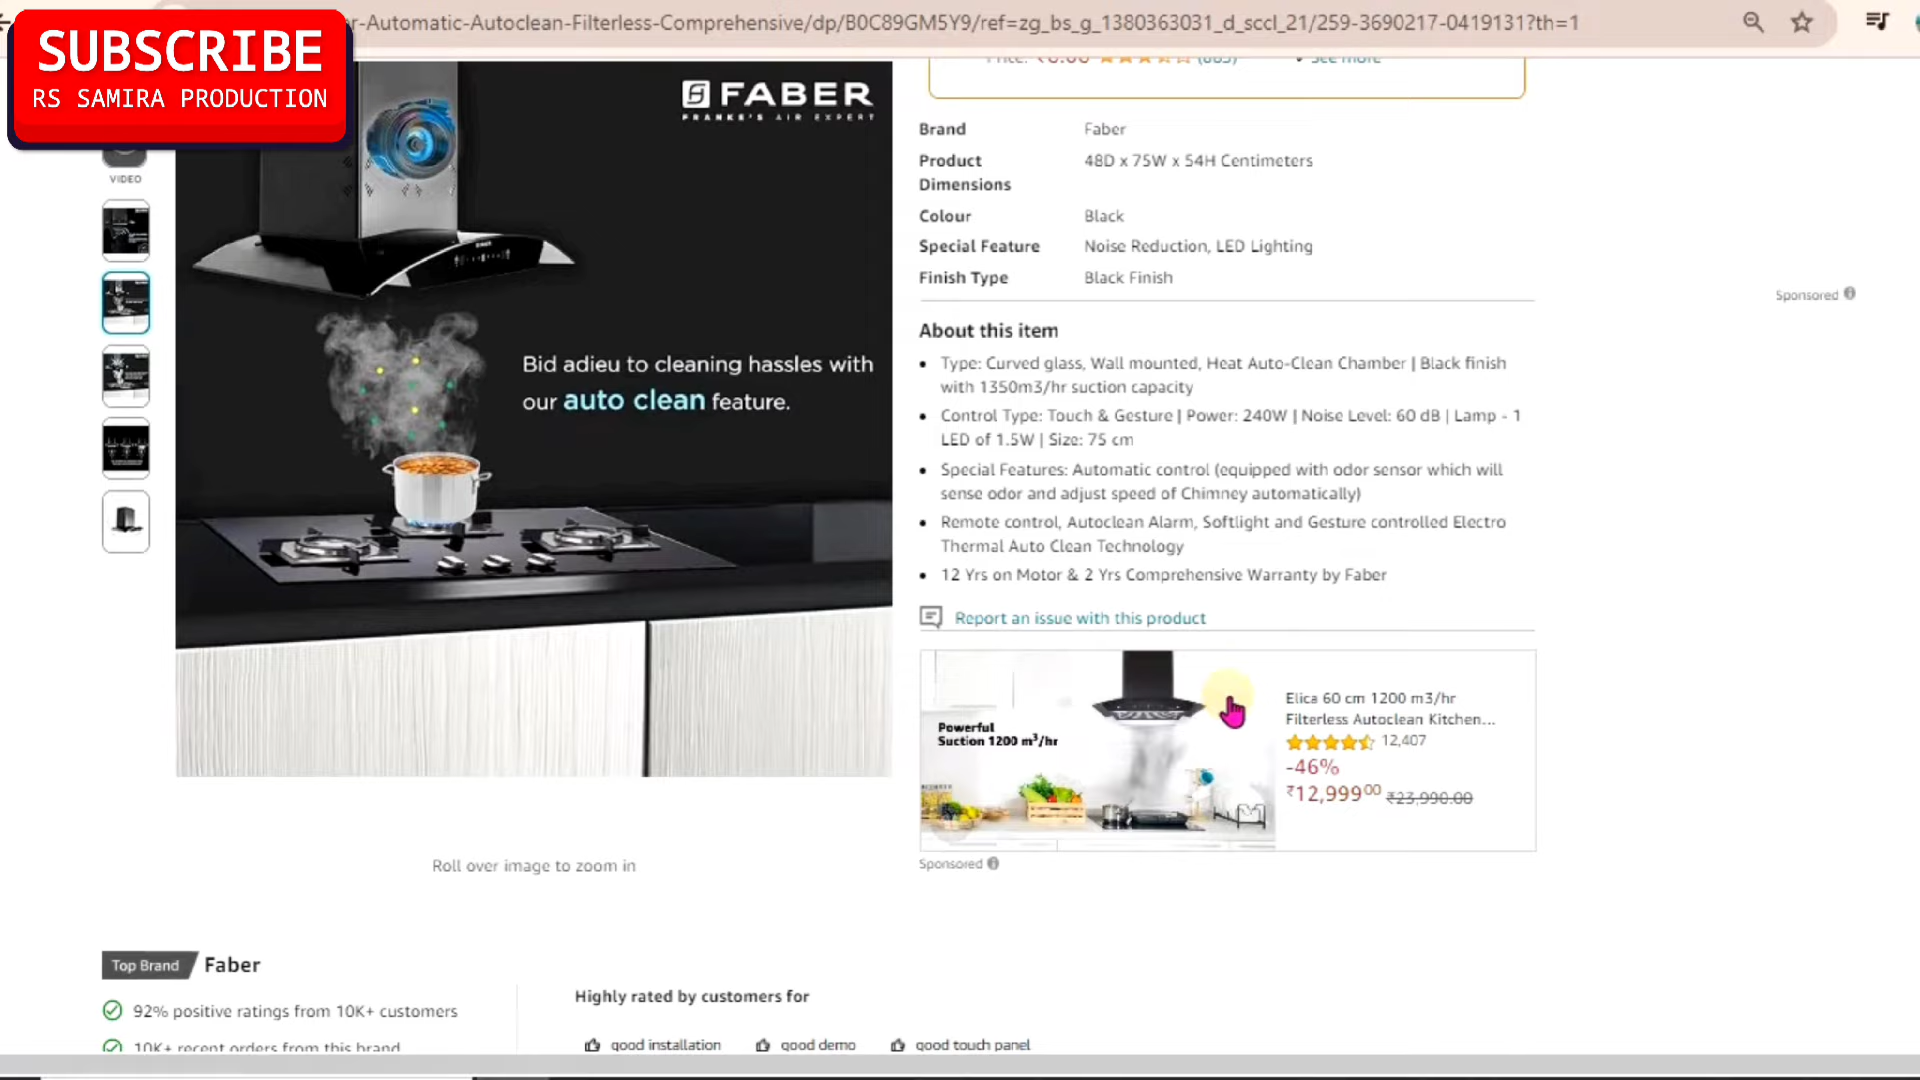 SUBSCRIBE
RS SAMIRA PRODUCTION
r-Automatic-Autoclean-Filterless-Comprehensive/dp/B0C89GM5Y9/ref=zg_bs_g_1380363031_d_sccl_21/259-3690217-0419131?th=1
VIDEO
FABER
FRANKE'S AIR EXPERT
Bid adieu to cleaning hassles with
our auto clean feature.
Roll over image to zoom in
See more
Brand Faber
Product Dimensions 48D x 75W x 54H Centimeters
Colour Black
Special Feature Noise Reduction, LED Lighting
Finish Type Black Finish
Sponsored
About this item
Type: Curved glass, Wall mounted, Heat Auto-Clean Chamber | Black finish
with 1350m3/hr suction capacity
Control Type: Touch & Gesture | Power: 240W | Noise Level: 60 dB | Lamp - 1
LED of 1.5W | Size: 75 cm
Special Features: Automatic control (equipped with odor sensor which will
sense odor and adjust speed of Chimney automatically)
Remote control, Autoclean Alarm, Softlight and Gesture controlled Electro
Thermal Auto Clean Technology
12 Yrs on Motor & 2 Yrs Comprehensive Warranty by Faber
Report an issue with this product
Powerful
Suction 1200 m³/hr
Elica 60 cm 1200 m3/hr
Filterless Autoclean Kitchen...
12,407
-46%
₹12,999⁰⁰ ₹23,990.00
Sponsored
Top Brand Faber
92% positive ratings from 10K+ customers
10K+ recent orders from this brand
Highly rated by customers for
good installation good demo good touch panel